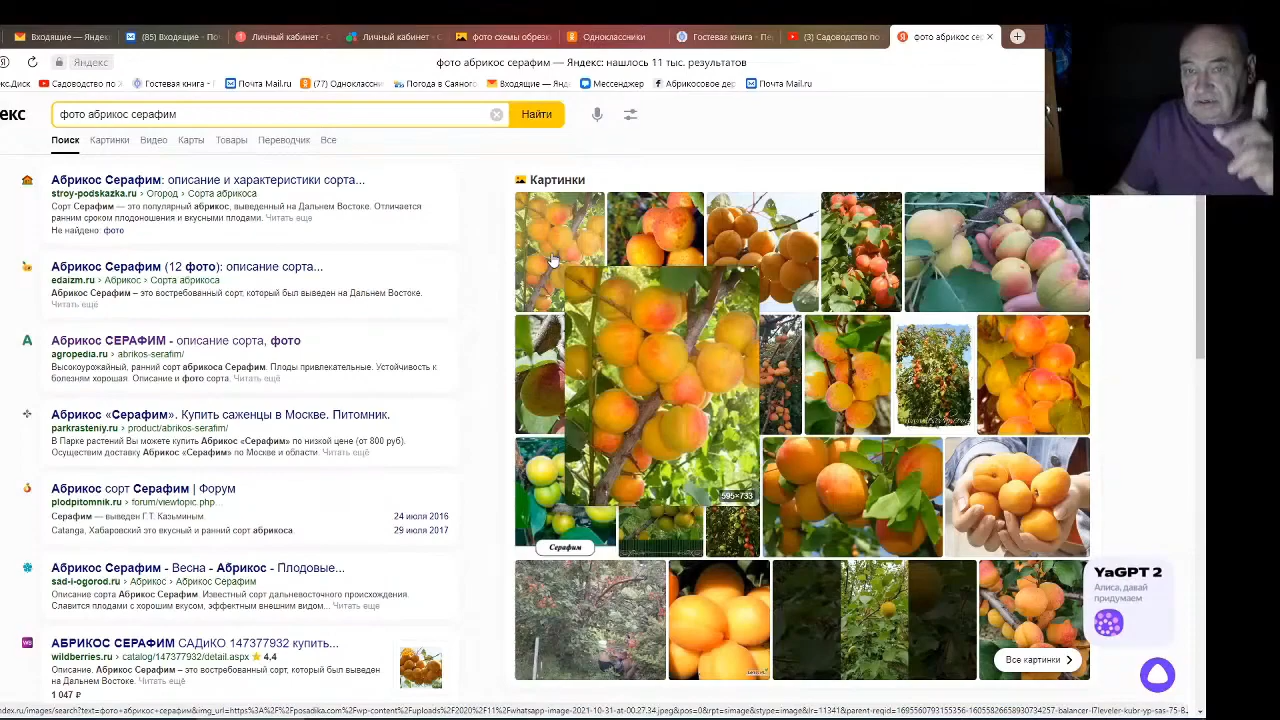 Входящие — Яндекс
(85) Входящие - По
Личный кабинет - С
Личный кабинет - С
фото схемы обрезк
Одноклассники
Гостевая книга - Пе
(3) Садоводство по
фото абрикос се
Яндекс
фото абрикос серафим — Яндекс: нашлось 11 тыс. результатов
кс.Диск
Садоводство по
Гостевая книга - Г
Почта Mail.ru
(77) Одноклассн
Погода в Саяного
Входящие — Янд
Мессенджер
Абрикосовое дер
Почта Mail.ru
екс
фото абрикос серафим
Найти
Поиск
Картинки
Видео
Карты
Товары
Переводчик
Все
Абрикос Серафим: описание и характеристики сорта...
stroy-podskazka.ru › Огород › Сорта абрикоса
Сорт Серафим — это популярный абрикос, выведенный на Дальнем Востоке. Отличается
ранним сроком плодоношения и вкусными плодами. Читать ещё
Не найдено фото
Абрикос Серафим (12 фото): описание сорта...
edaizm.ru › Абрикос › Сорта абрикоса
Абрикос Серафим – это востребованный сорт, который был выведен на Дальнем Востоке.
Читать ещё
Абрикос СЕРАФИМ - описание сорта, фото
agropedia.ru › abrikos-serafim/
Высокоурожайный, ранний сорт абрикоса Серафим. Плоды привлекательные. Устойчивость к
болезням хорошая. Описание и фото сорта. Читать ещё
Абрикос «Серафим». Купить саженцы в Москве. Питомник.
parkrasteniy.ru › product/abrikos-serafim/
В Парке растений Вы можете купить Абрикос «Серафим» по низкой цене (от 800 руб).
Осуществим доставку Абрикос «Серафим» по Москве и области. Читать ещё
Абрикос сорт Серафим | Форум
plodpitomnik.ru › forum/viewtopic.php...
Серафим – выведен Г.Т. Казьминым.
24 июля 2016
Catanga, Хабаровский это вкусный и ранний сорт абрикоса
29 июля 2017
Абрикос Серафим - Весна - Абрикос - Плодовые...
sad-i-ogorod.ru › Абрикос › Абрикос Серафим
Описание сорта Абрикос Серафим. Известный сорт дальневосточного происхождения.
Славится плодами с хорошим вкусом, эффектным внешним видом... Читать ещё
АБРИКОС СЕРАФИМ САДиКО 147377932 купить...
wildberries.ru › catalog/147377932/detail.aspx 4.4
Описание. Абрикос Серафим – это востребованный сорт, который был выведен
на Дальнем Востоке. Читать ещё
1 047 ₽
Картинки
595×733
Серафим
Все картинки
YaGPT 2
Алиса, давай
придумаем